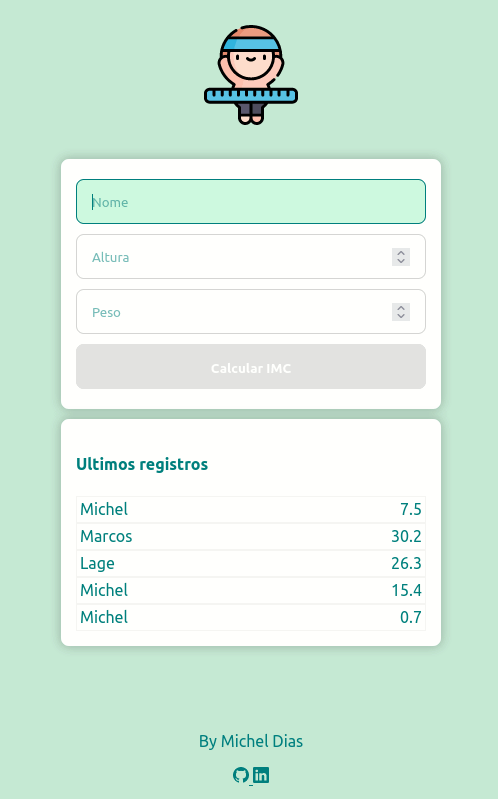 Nome
Altura
Peso
Calcular IMC
Ultimos registros
Michel 7.5
Marcos 30.2
Lage 26.3
Michel 15.4
Michel 0.7
By Michel Dias